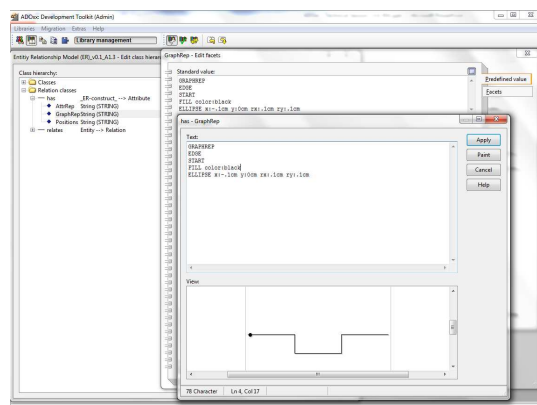 ADOxx: Development Toolkit (Admin)
Libraries Migration Extras Help
Library management
Entitiy Relationship Model (ER)_v0.1_A1.3 - Edit class hierar
GraphRep - Edit facets
Class hierarchy:
Classes
Relation classes
has _ER-construct_ --> Attribute
AttrRep String (STRING)
GraphRep String (STRING)
Positions String (STRING)
relates Entity --> Relation
Standard value:
GRAPHREP
EDGE
START
FILL color:black
ELLIPSE x:-.1cm y:0cm rx:.1cm ry:.1cm
Predefined value
Facets
has - GraphRep
Text:
GRAPHREP
EDGE
START
FILL color:black
ELLIPSE x:-.1cm y:0cm rx:.1cm ry:.1cm
Apply
Paint
Cancel
Help
View:
78 Character Ln 4, Col 17